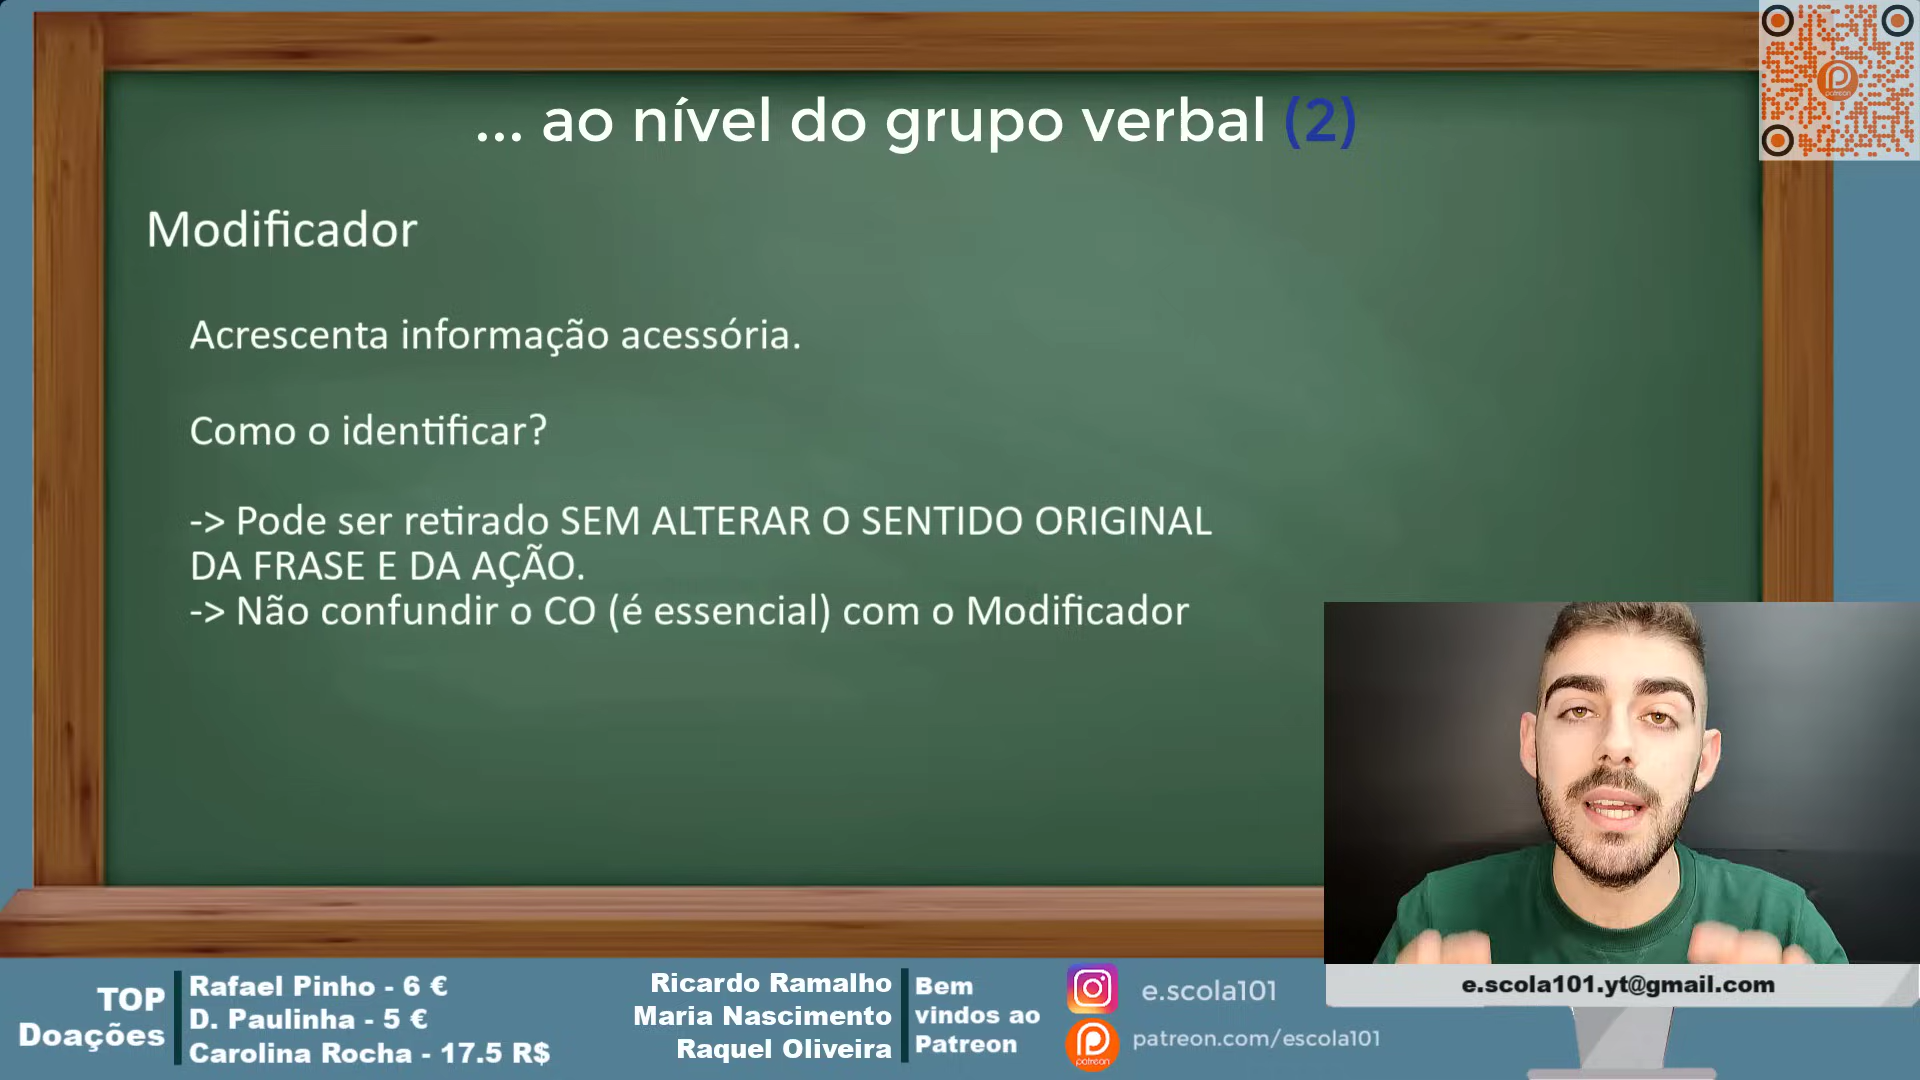 ... ao nível do grupo verbal (2)
Modificador
Acrescenta informação acessória.
Como o identificar?
-> Pode ser retirado SEM ALTERAR O SENTIDO ORIGINAL
DA FRASE E DA AÇÃO.
-> Não confundir o CO (é essencial) com o Modificador
patreon
e.scola101.yt@gmail.com
TOP
Doações
Rafael Pinho - 6 €
D. Paulinha - 5 €
Carolina Rocha - 17.5 R$
Ricardo Ramalho
Maria Nascimento
Raquel Oliveira
Bem
vindos ao
Patreon
e.scola101
patreon
patreon.com/escola101